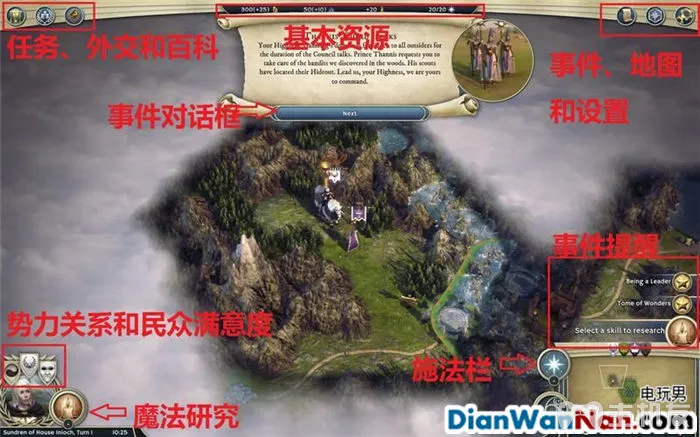 300(+25) 50(+10) +20 20/20
任务、外交和百科
基本资源
事件、地图
和设置
Your Highness,
to all outsiders for
the duration of the Council talks. Prince Thannis requests you to
take care of the bandits we discovered in the woods. His scouts
have located their Hideout. Lead us, your Highness, we are yours
to command.
事件对话框
Next
事件提醒
Being a Leader
Tome of Wonders
Select a skill to research
势力关系和民众满意度
施法栏
魔法研究
电玩男
DianWanNan.com
Sundren of House Inioch, Turn 1 10:25